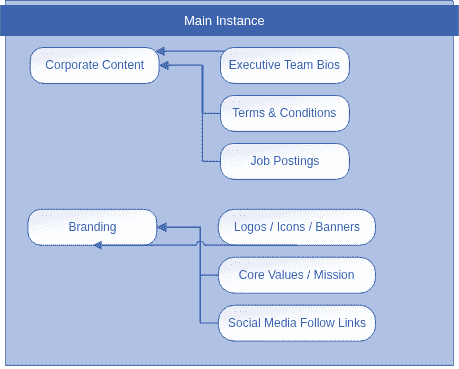 Main Instance
Corporate Content
Executive Team Bios
Terms & Conditions
Job Postings
Branding
Logos / Icons / Banners
Core Values / Mission
Social Media Follow Links